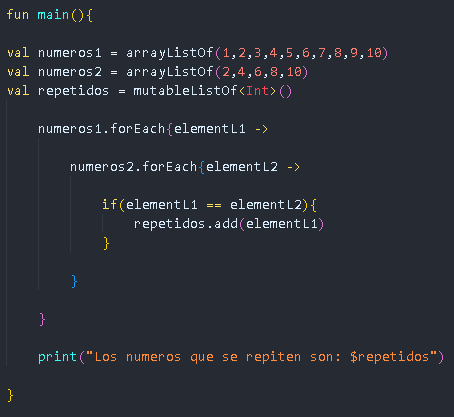 fun main(){
val numeros1 = arrayListOf(1,2,3,4,5,6,7,8,9,10)
val numeros2 = arrayListOf(2,4,6,8,10)
val repetidos = mutableListOf<Int>()
numeros1.forEach{elementL1 ->
numeros2.forEach{elementL2 ->
if(elementL1 == elementL2){
repetidos.add(elementL1)
}
}
}
print("Los numeros que se repiten son: $repetidos")
}